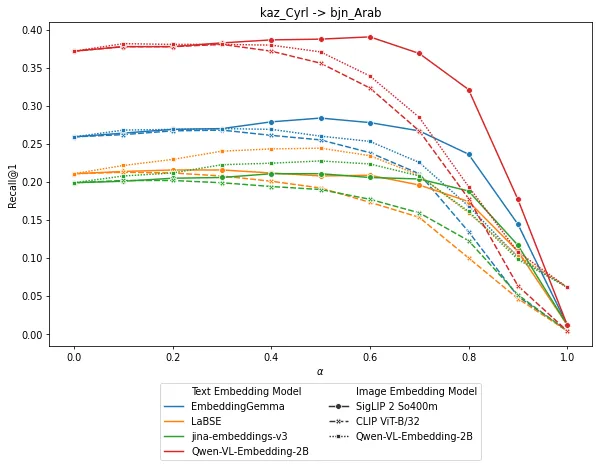 kaz_Cyrl -> bjn_Arab
Recall@1
0.40
0.35
0.30
0.25
0.20
0.15
0.10
0.05
0.00
0.0 0.2 0.4 0.6 0.8 1.0
α
Text Embedding Model Image Embedding Model
EmbeddingGemma SigLIP 2 So400m
LaBSE CLIP ViT-B/32
jina-embeddings-v3 Qwen-VL-Embedding-2B
Qwen-VL-Embedding-2B